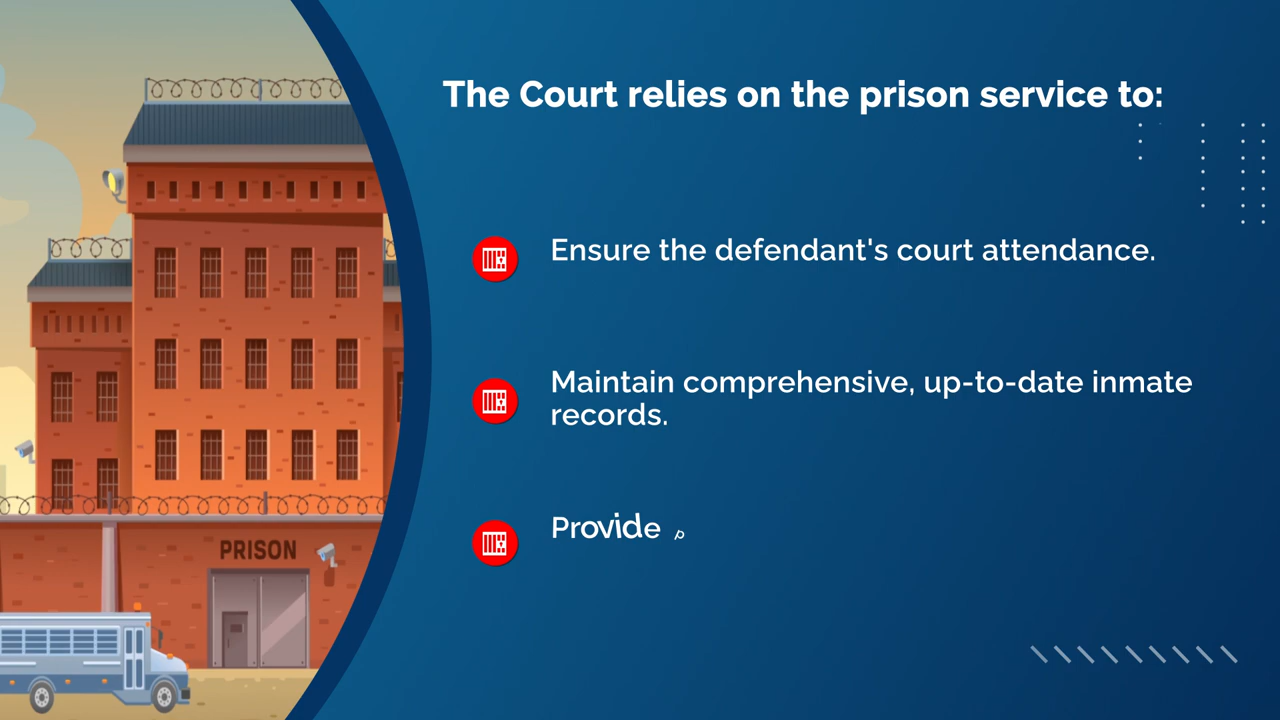 The Court relies on the prison service to:
Ensure the defendant's court attendance.
Maintain comprehensive, up-to-date inmate
records.
Provide p
PRISON